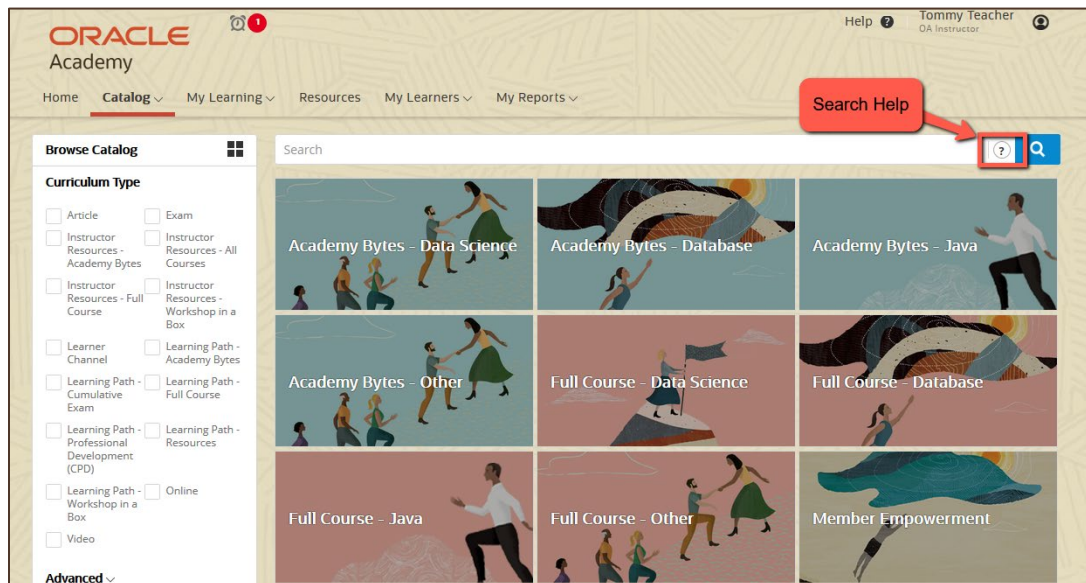 ORACLE
Academy
1
Help ?
Tommy Teacher
OA Instructor
Home Catalog My Learning Resources My Learners My Reports
Search Help
Browse Catalog
Search
?
Curriculum Type
Article
Exam
Instructor
Resources -
Academy Bytes
Instructor
Resources - All
Courses
Instructor
Resources - Full
Course
Instructor
Resources -
Workshop in a
Box
Learner
Channel
Learning Path -
Academy Bytes
Learning Path -
Cumulative
Exam
Learning Path -
Full Course
Learning Path -
Professional
Development
(CPD)
Learning Path -
Resources
Learning Path -
Workshop in a
Box
Online
Video
Advanced
Academy Bytes - Data Science
Academy Bytes - Database
Academy Bytes - Java
Academy Bytes - Other
Full Course - Data Science
Full Course - Database
Full Course - Java
Full Course - Other
Member Empowerment